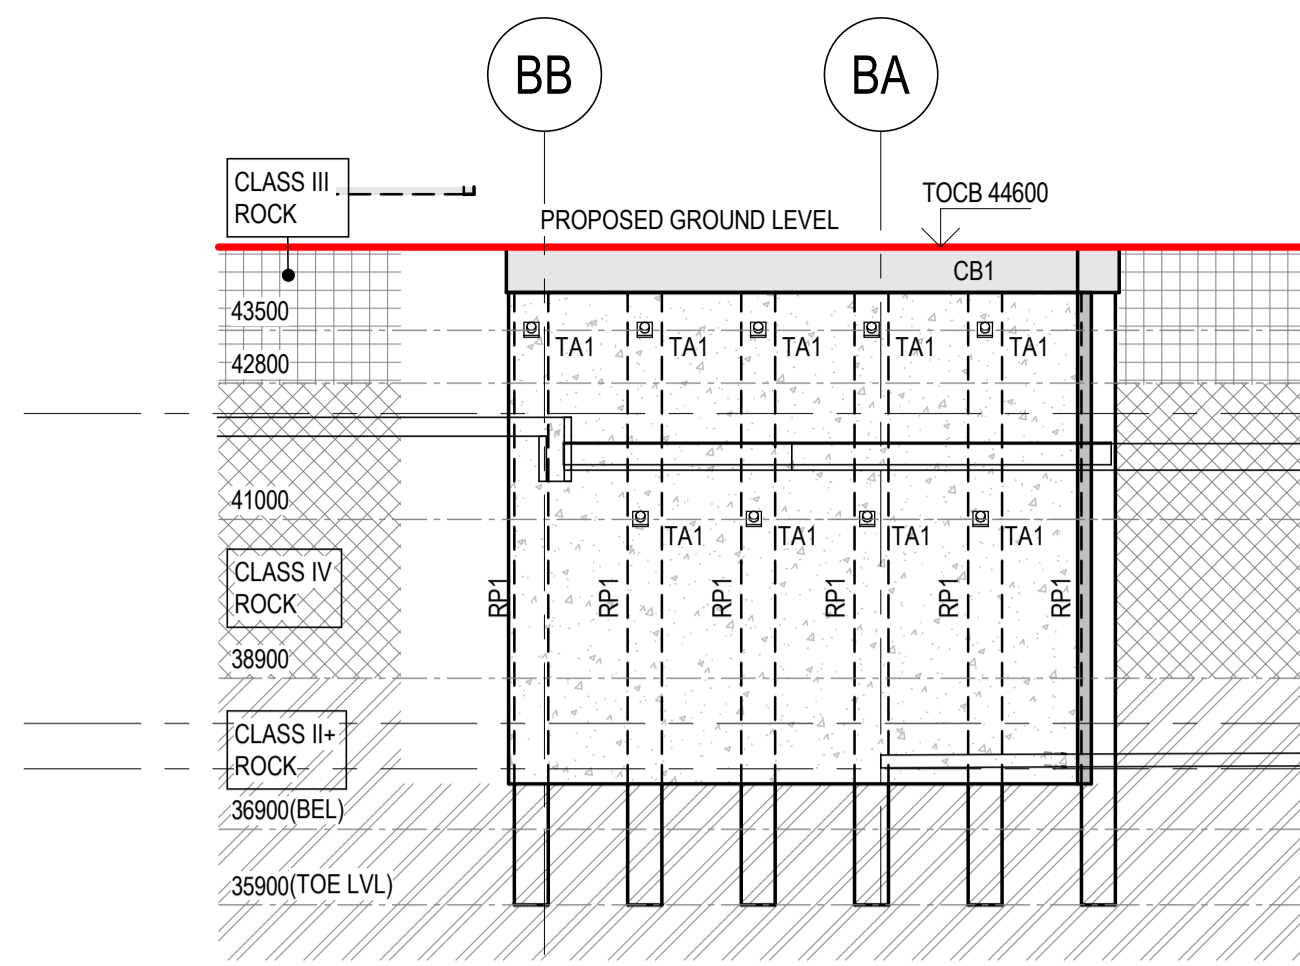 BB
BA
CLASS III
ROCK
TOCB 44600
PROPOSED GROUND LEVEL
CB1
43500
TA1
TA1
TA1
TA1
TA1
42800
41000
TA1
TA1
TA1
TA1
CLASS IV
ROCK
RP1
RP1
RP1
RP1
RP1
RP1
38900
CLASS II+
ROCK
36900(BEL)
35900(TOE LVL)